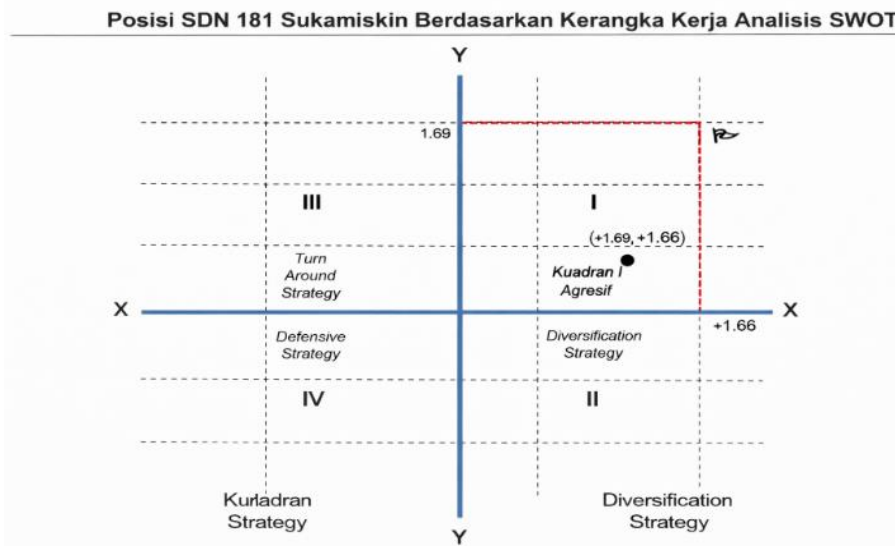 Posisi SDN 181 Sukamiskin Berdasarkan Kerangka Kerja Analisis SWOT
Y
1.69
III
I
(+1.69, +1.66)
Turn
Around
Strategy
Kuadran I
Agresif
X
X
+1.66
Defensive
Strategy
Diversification
Strategy
IV
II
Kurladran
Strategy
Diversification
Strategy
Y